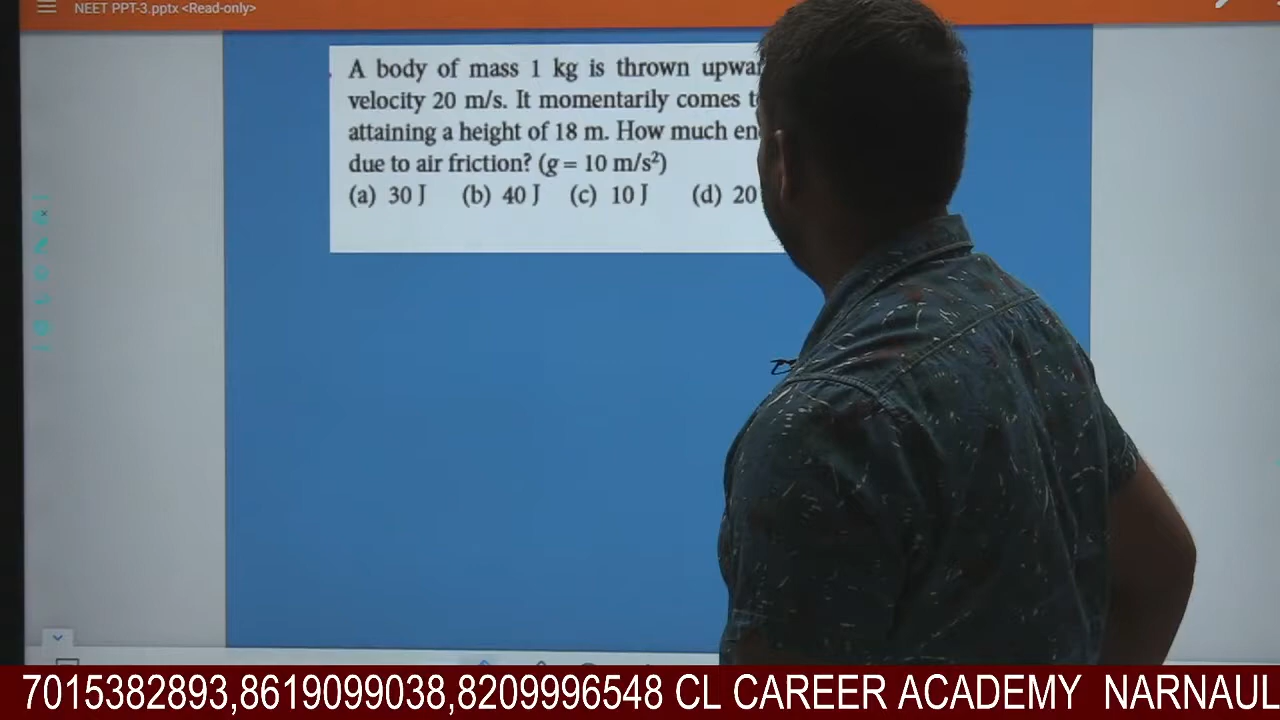 NEET PPT-3.pptx <Read-only>
A body of mass 1 kg is thrown upwar
velocity 20 m/s. It momentarily comes t
attaining a height of 18 m. How much en
due to air friction? (g = 10 m/s²)
(a) 30 J (b) 40 J (c) 10 J (d) 20
7015382893,8619099038,8209996548 CL CAREER ACADEMY NARNAUL